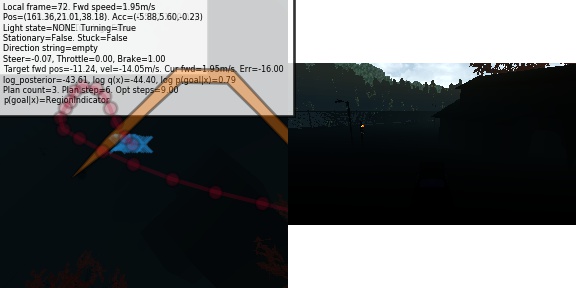 Local frame=72. Fwd speed=1.95m/s
Pos=(161.36,21.01,38.18). Acc=(-5.88,5.60,-0.23)
Light state=NONE. Turning=True
Stationary=False. Stuck=False
Direction string=empty
Steer=-0.07, Throttle=0.00, Brake=1.00
Target fwd pos=-11.24, vel=-14.05m/s. Cur fwd=1.95m/s, Err=-16.00
log_posterior=-43.61, log q(x)=-44.40, log p(goal|x)=0.79
Plan count=3. Plan step=6. Opt steps=9.00
p(goal|x)=RegionIndicator